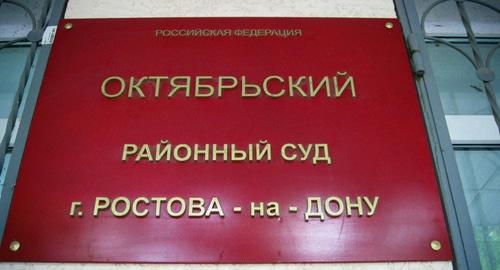 РОССИЙСКАЯ ФЕДЕРАЦИЯ
ОКТЯБРЬСКИЙ
РАЙОННЫЙ СУД
г. РОСТОВА - на - ДОНУ